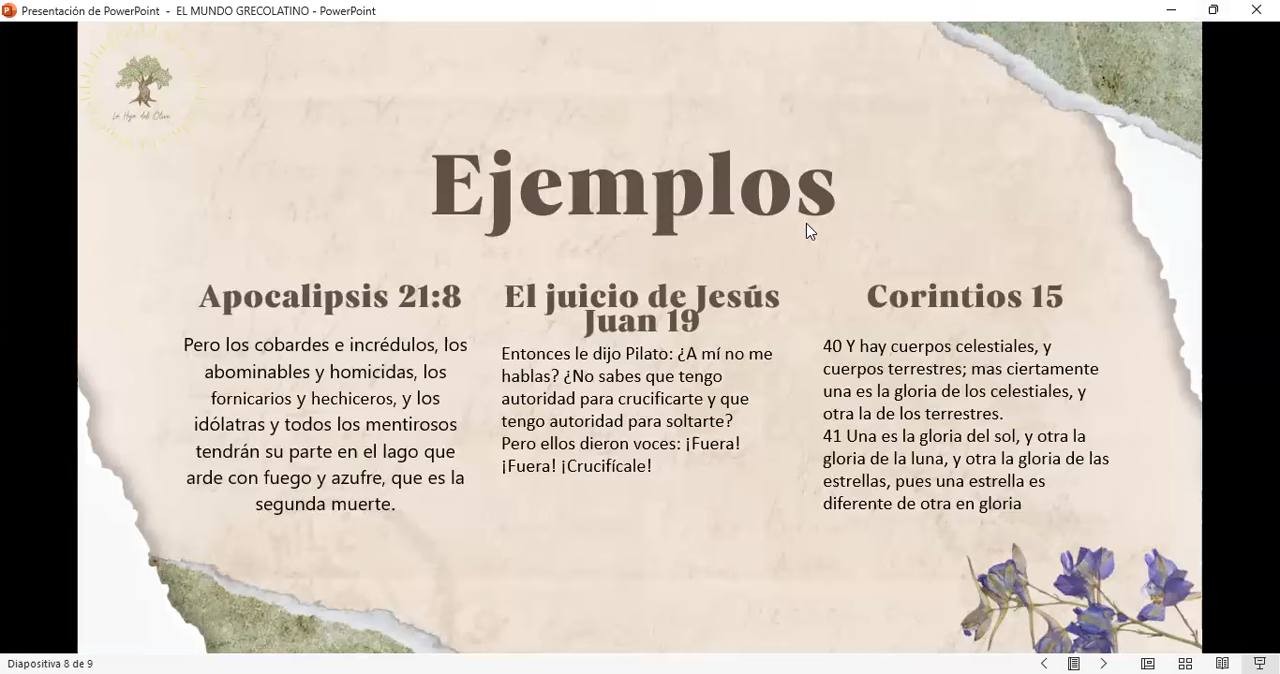 Presentación de PowerPoint - EL MUNDO GRECOLATINO - PowerPoint
La Hoja del Olivo
Ejemplos
Apocalipsis 21:8
Pero los cobardes e incrédulos, los
abominables y homicidas, los
fornicarios y hechiceros, y los
idólatras y todos los mentirosos
tendrán su parte en el lago que
arde con fuego y azufre, que es la
segunda muerte.
El juicio de Jesús
Juan 19
Entonces le dijo Pilato: ¿A mí no me
hablas? ¿No sabes que tengo
autoridad para crucificarte y que
tengo autoridad para soltarte?
Pero ellos dieron voces: ¡Fuera!
¡Fuera! ¡Crucifícale!
Corintios 15
40 Y hay cuerpos celestiales, y
cuerpos terrestres; mas ciertamente
una es la gloria de los celestiales, y
otra la de los terrestres.
41 Una es la gloria del sol, y otra la
gloria de la luna, y otra la gloria de las
estrellas, pues una estrella es
diferente de otra en gloria
Diapositiva 8 de 9